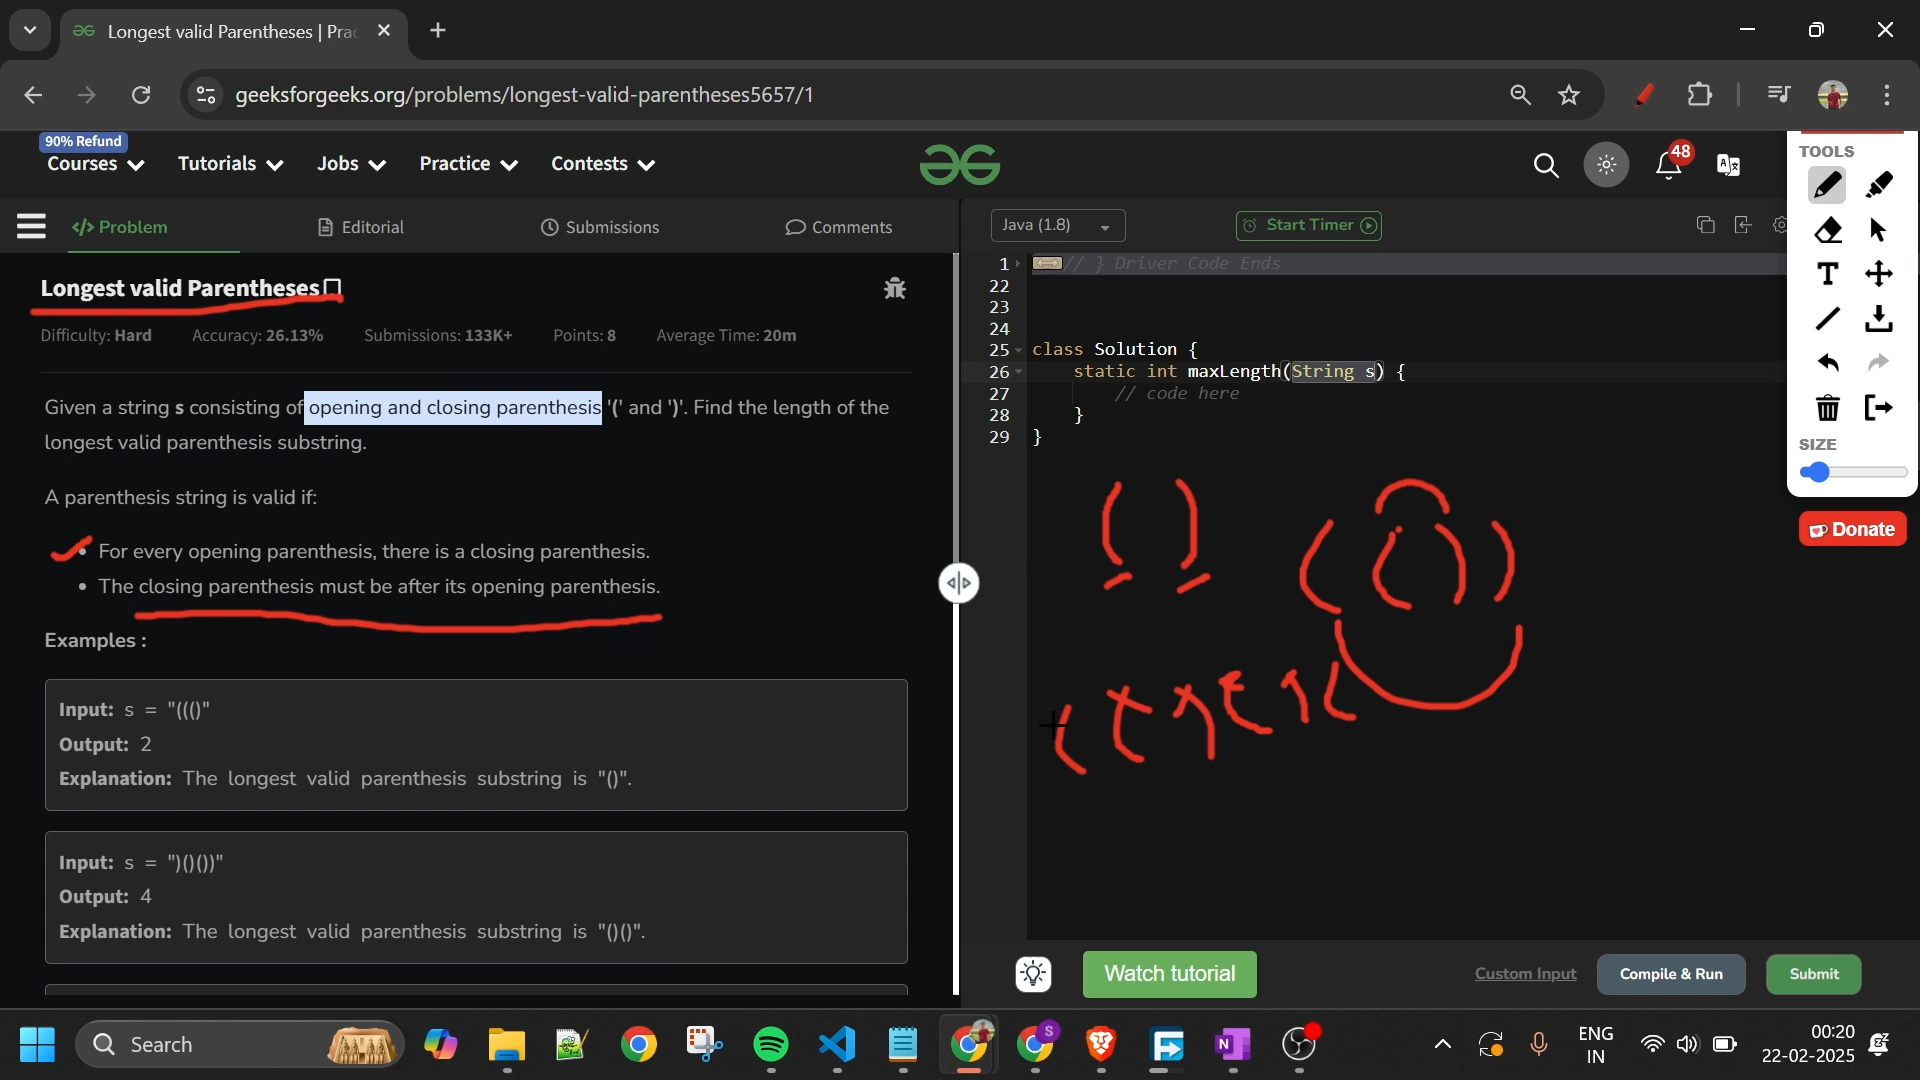 Longest valid Parentheses | Prac
geeksforgeeks.org/problems/longest-valid-parentheses5657/1
90% Refund
Courses Tutorials Jobs Practice Contests
48
TOOLS
</> Problem Editorial Submissions Comments
Java (1.8) Start Timer
Longest valid Parentheses
Difficulty: Hard Accuracy: 26.13% Submissions: 133K+ Points: 8 Average Time: 20m
Given a string s consisting of opening and closing parenthesis '(' and ')'. Find the length of the
longest valid parenthesis substring.
A parenthesis string is valid if:
• For every opening parenthesis, there is a closing parenthesis.
• The closing parenthesis must be after its opening parenthesis.
Examples :
Input: s = "((()"
Output: 2
Explanation: The longest valid parenthesis substring is "()".
Input: s = ")()())"
Output: 4
Explanation: The longest valid parenthesis substring is "()()".
1 // } Driver Code Ends
22
23
24
25 class Solution {
26 static int maxLength(String s) {
27 // code here
28 }
29 }
( )
( ( ) )
SIZE
Donate
Watch tutorial
Custom Input Compile & Run Submit
Search
S
N
ENG
IN
00:20
22-02-2025